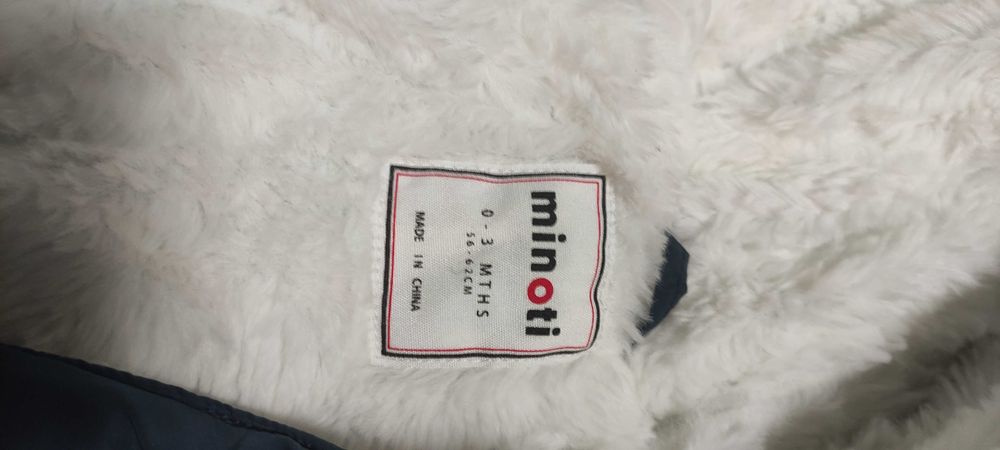 minoti
0 - 3 MTHS
56 - 62CM
MADE IN CHINA